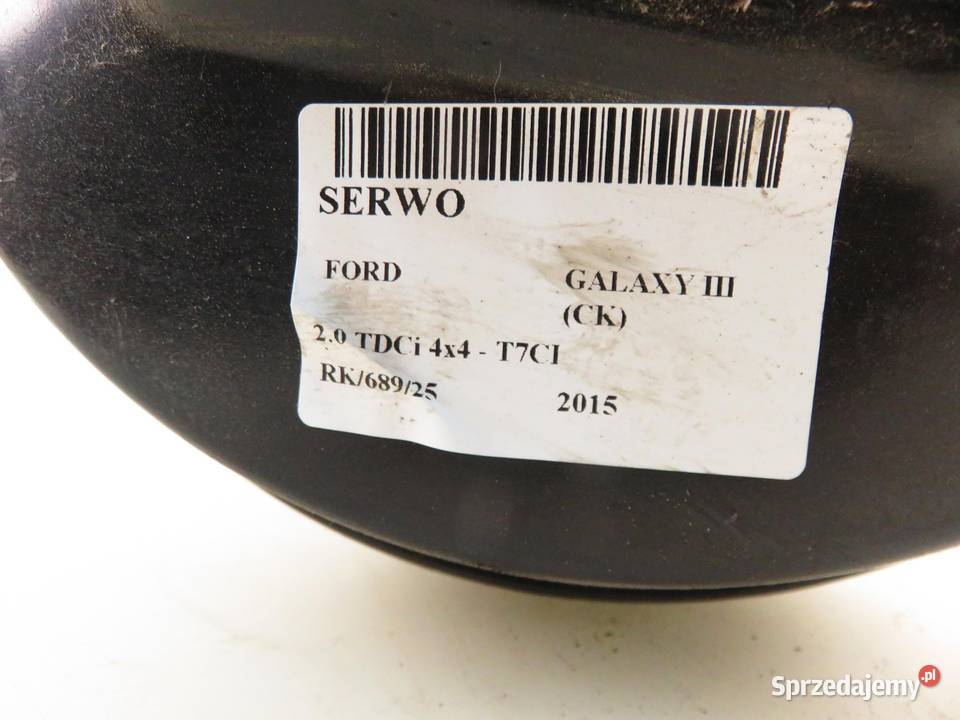 SERWO
FORD GALAXY III
(CK)
2.0 TDCi 4x4 - T7CI
RK/689/25 2015
Sprzedajemy.pl